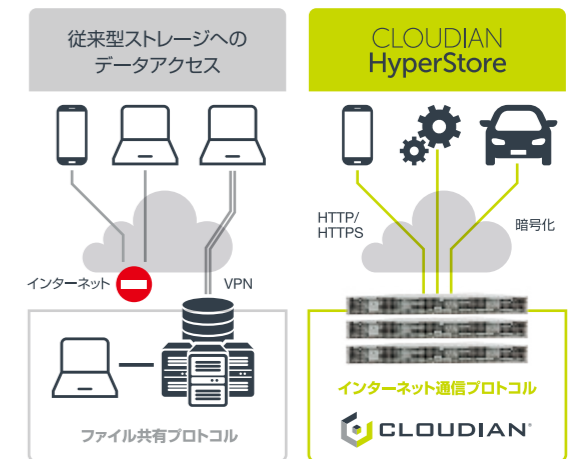 従来型ストレージへの
データアクセス
インターネット
VPN
ファイル共有プロトコル
CLOUDIAN
HyperStore
HTTP/
HTTPS
暗号化
インターネット通信プロトコル
CLOUDIAN